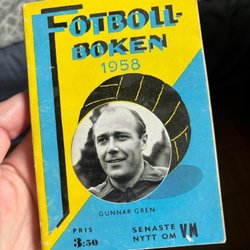 FOTBOLL-
BOKEN
1958
GUNNAR GREN
PRIS
3:50
SENASTE
NYTT OM VM